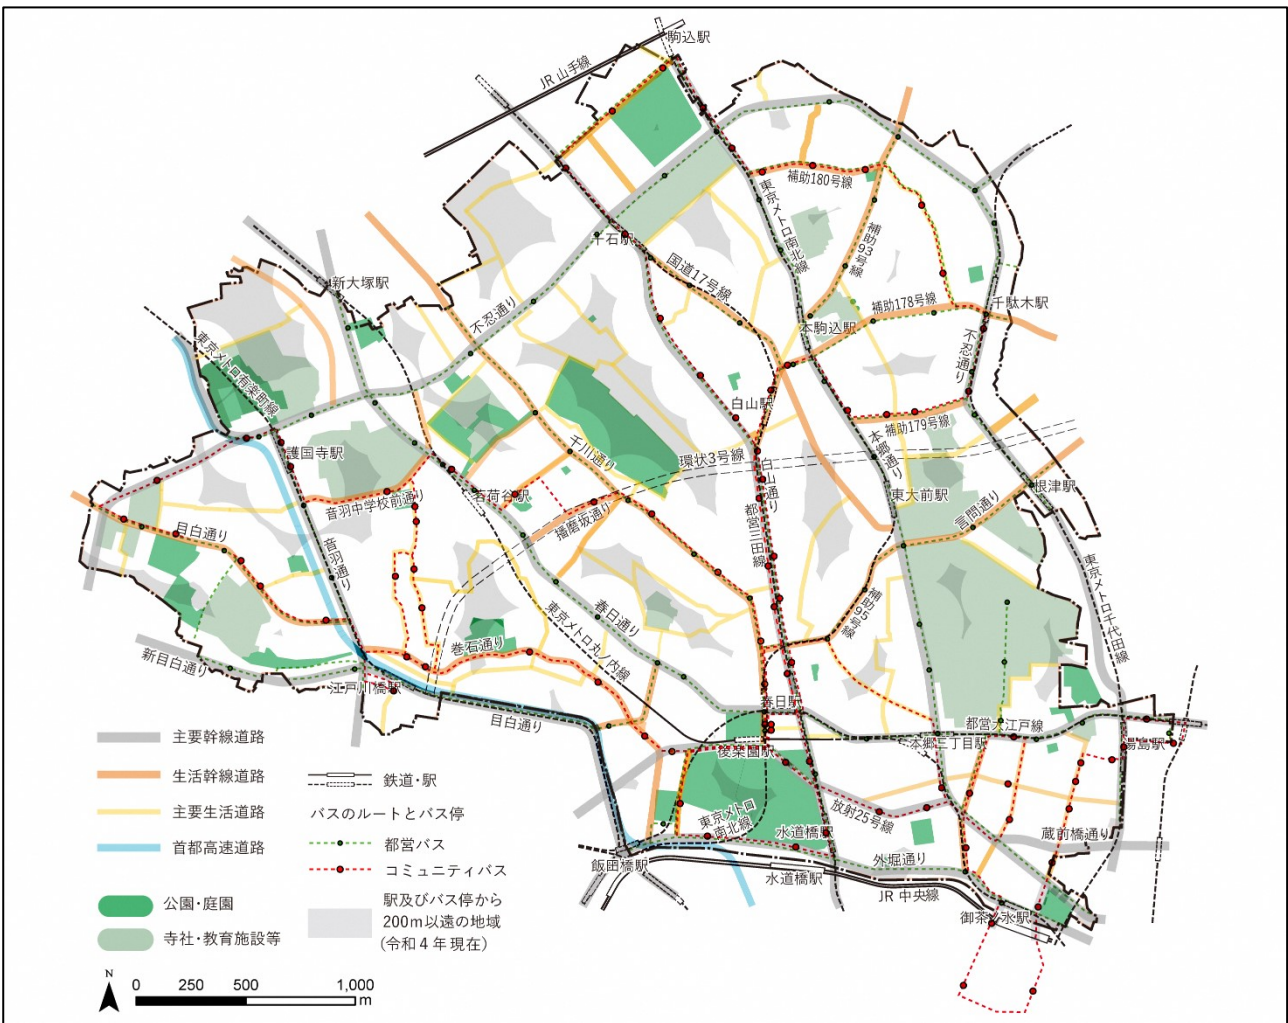 駒込駅
JR 山手線
補助180号線
東京メトロ南北線
補助93号線
千石駅
国道17号線
新大塚駅
不忍通り
補助178号線
千駄木駅
本駒込駅
不忍通り
東京メトロ有楽町線
白山駅
補助179号線
本郷通り
護国寺駅
千川通り
環状3号線
白山通り
都営三田線
茗荷谷駅
東大前駅
根津駅
言問通り
音羽中学校前通り
播磨坂通り
目白通り
音羽通り
東京メトロ千代田線
補助95号線
春日通り
東京メトロ丸ノ内線
巻石通り
新目白通り
江戸川橋駅
目白通り
春日駅
都営大江戸線
後楽園駅
本郷三丁目駅
湯島駅
東京メトロ
南北線
水道橋駅
放射25号線
蔵前橋通り
飯田橋駅
水道橋駅
外堀通り
JR 中央線
御茶ノ水駅
主要幹線道路
生活幹線道路
主要生活道路
首都高速道路
公園・庭園
寺社・教育施設等
鉄道・駅
バスのルートとバス停
都営バス
コミュニティバス
駅及びバス停から
200m以遠の地域
(令和4年現在)
N
0 250 500 1,000
m